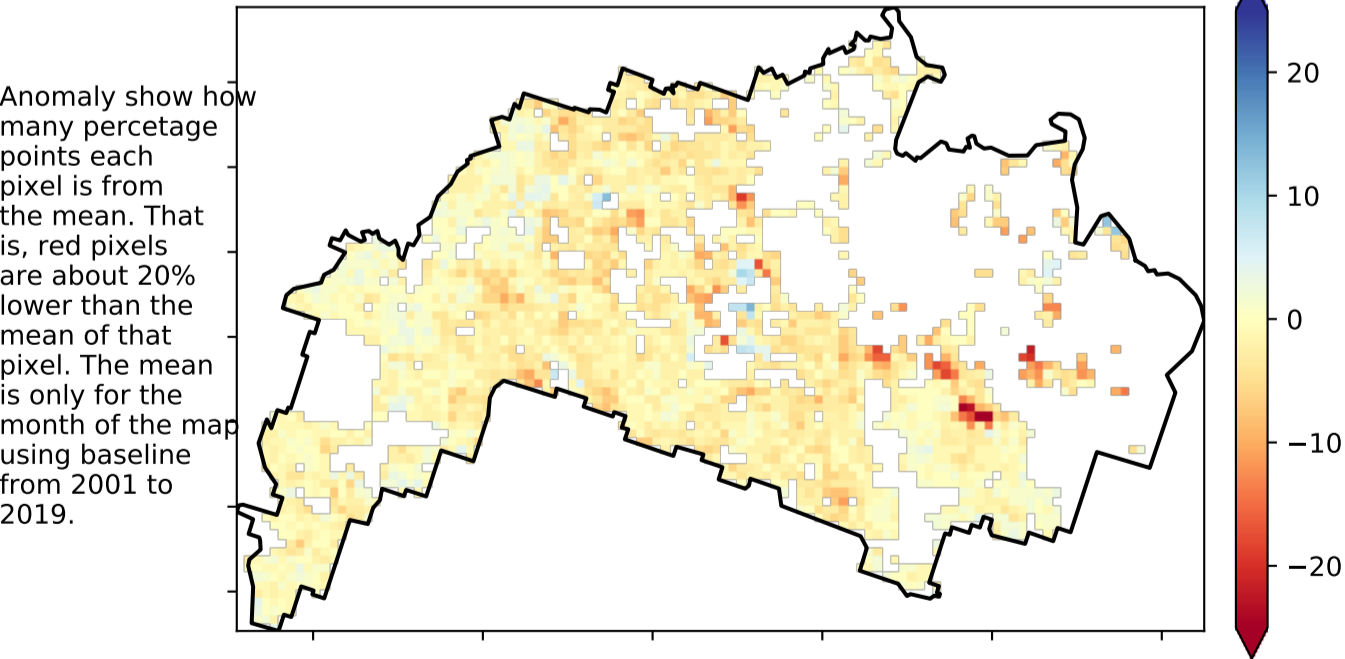 Anomaly show how
many percetage
points each
pixel is from
the mean. That
is, red pixels
are about 20%
lower than the
mean of that
pixel. The mean
is only for the
month of the map
using baseline
from 2001 to
2019.
20
10
0
−10
−20